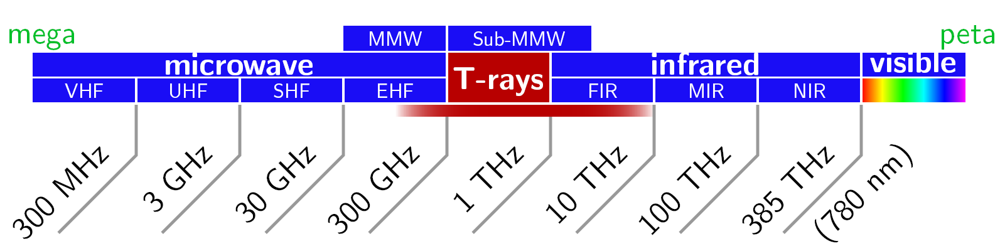 mega
peta
MMW
Sub-MMW
microwave
T-rays
infrared
visible
VHF
UHF
SHF
EHF
FIR
MIR
NIR
300 MHz
3 GHz
30 GHz
300 GHz
1 THz
10 THz
100 THz
385 THz
(780 nm)